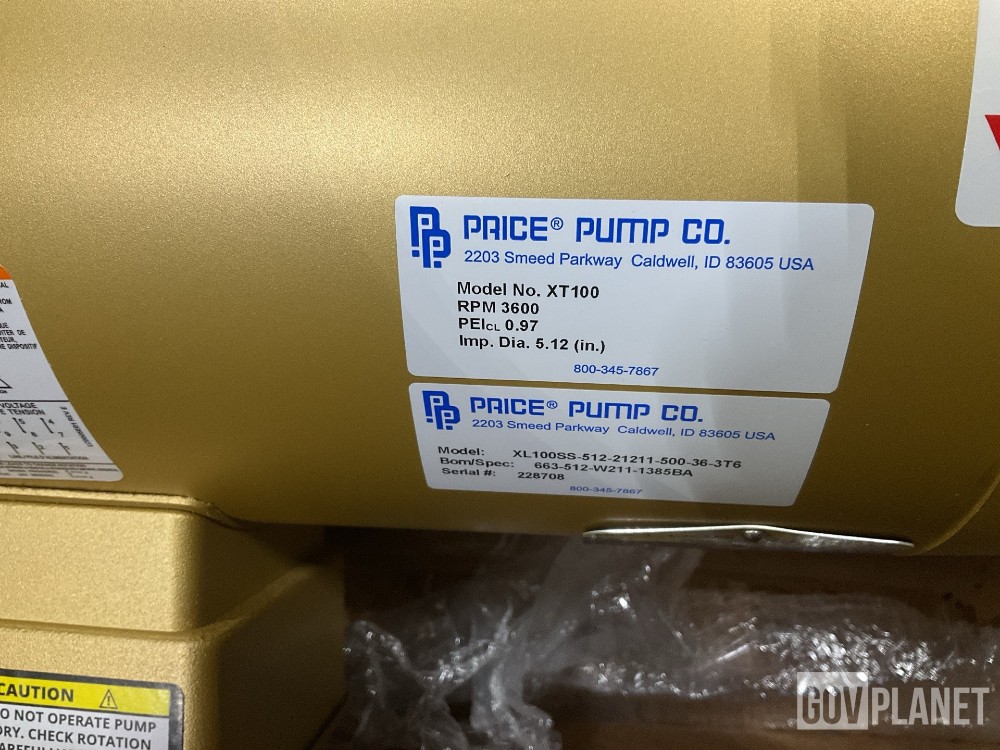 PRICE® PUMP CO.
2203 Smeed Parkway Caldwell, ID 83605 USA
Model No. XT100
RPM 3600
PEICL 0.97
Imp. Dia. 5.12 (in.)
800-345-7867
PRICE® PUMP CO.
2203 Smeed Parkway Caldwell, ID 83605 USA
Model: XL100SS-512-21211-500-36-3T6
Bom/Spec: 663-512-W211-1385BA
Serial #: 228708
800-345-7867
VOLTAGE
TENSION
CAUTION
NOT OPERATE PUMP
DRY. CHECK ROTATION
GOVPLANET